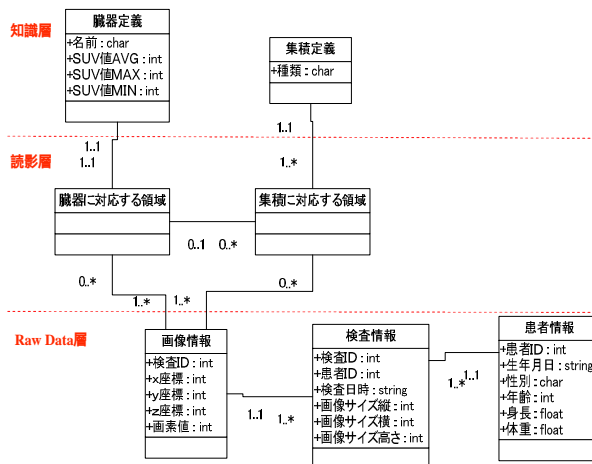 知識層
臓器定義
+名前 : char
+SUV値AVG : int
+SUV値MAX : int
+SUV値MIN : int
集積定義
+種類 : char
1..1
1..1
1..1
1..*
読影層
臓器に対応する領域
集積に対応する領域
0..1
0..*
0..*
0..*
1..*
1..*
Raw Data層
画像情報
+検査ID : int
+x座標 : int
+y座標 : int
+z座標 : int
+画素値 : int
1..1
1..*
検査情報
+検査ID : int
+患者ID : int
+検査日時 : string
+画像サイズ縦 : int
+画像サイズ横 : int
+画像サイズ高さ : int
1..*
1..1
患者情報
+患者ID : int
+生年月日 : string
+性別 : char
+年齢 : int
+身長 : float
+体重 : float